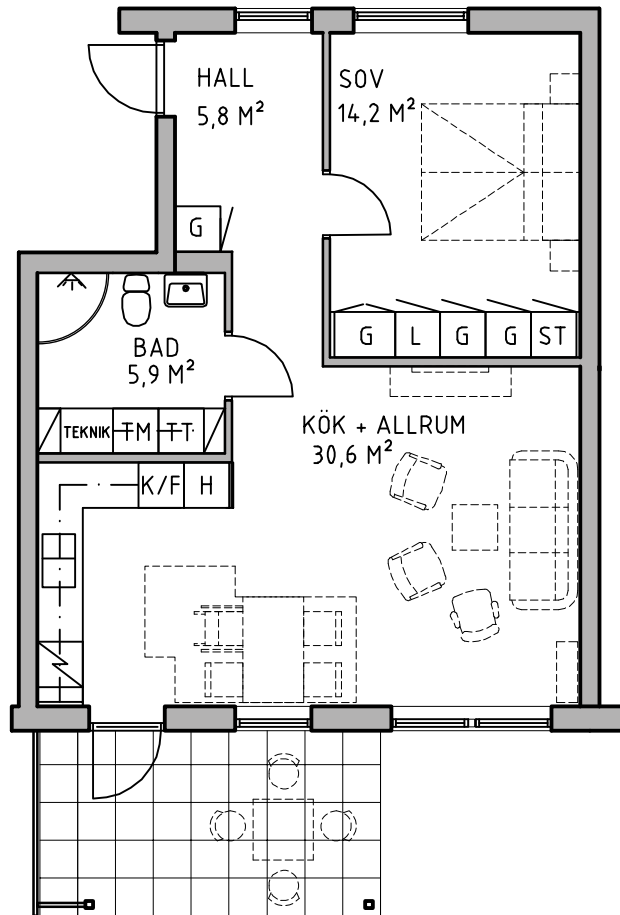 HALL
5,8 M²
SOV
14,2 M²
G
G L G G ST
BAD
5,9 M²
TEKNIK TM TT
KÖK + ALLRUM
30,6 M²
K/F H